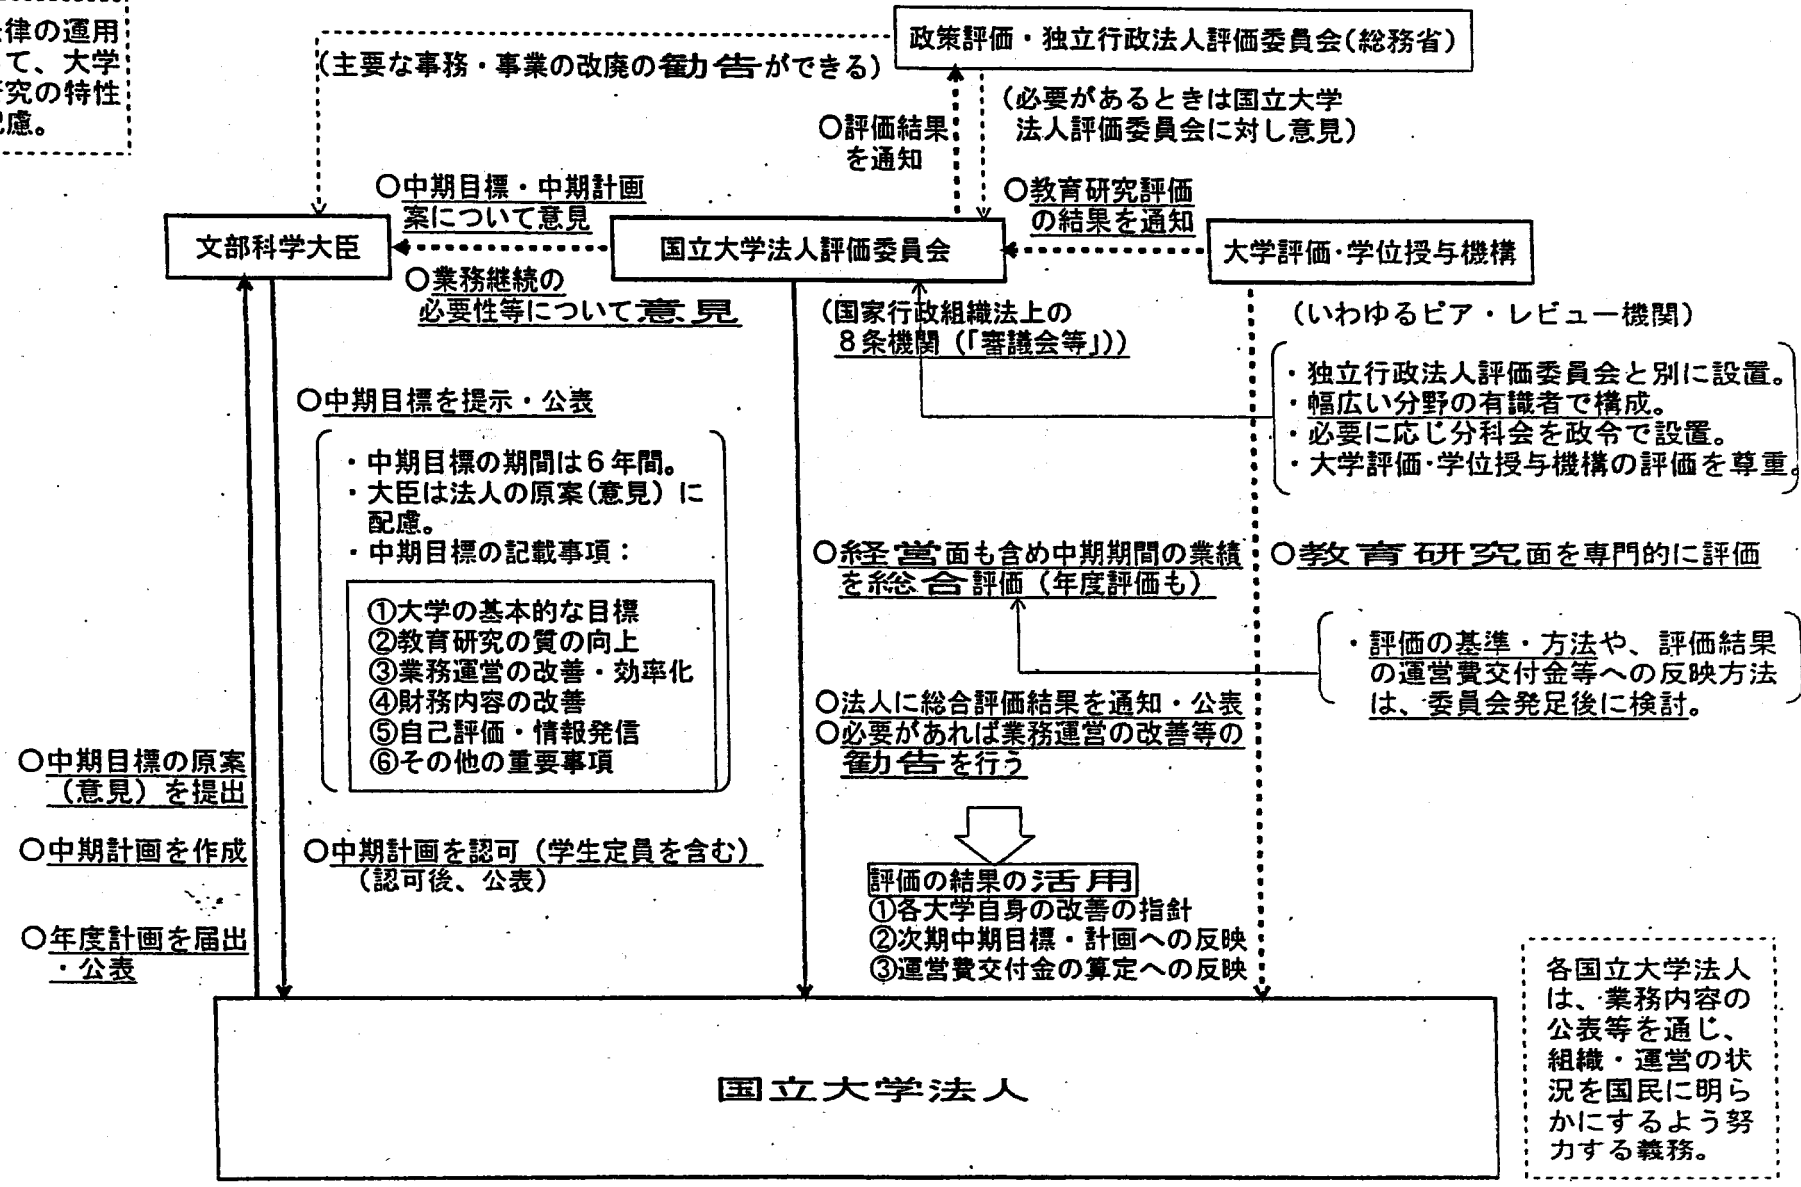 律の運用
て、大学
究の特性
慮。
政策評価・独立行政法人評価委員会(総務省)
(主要な事務・事業の改廃の勧告ができる)
(必要があるときは国立大学
法人評価委員会に対し意見)
○評価結果
を通知
○中期目標・中期計画
案について意見
○教育研究評価
の結果を通知
文部科学大臣
国立大学法人評価委員会
大学評価・学位授与機構
○業務継続の
必要性等について意見
(国家行政組織法上の
8条機関(「審議会等」))
(いわゆるピア・レビュー機関)
・独立行政法人評価委員会と別に設置。
・幅広い分野の有識者で構成。
・必要に応じ分科会を政令で設置。
・大学評価・学位授与機構の評価を尊重。
○中期目標を提示・公表
・中期目標の期間は6年間。
・大臣は法人の原案(意見)に
配慮。
・中期目標の記載事項:
①大学の基本的な目標
②教育研究の質の向上
③業務運営の改善・効率化
④財務内容の改善
⑤自己評価・情報発信
⑥その他の重要事項
○経営面も含め中期期間の業績
を総合評価(年度評価も)
○教育研究面を専門的に評価
・評価の基準・方法や、評価結果
の運営費交付金等への反映方法
は、委員会発足後に検討。
○法人に総合評価結果を通知・公表
○必要があれば業務運営の改善等の
勧告を行う
○中期目標の原案
(意見)を提出
○中期計画を作成
○年度計画を届出
・公表
○中期計画を認可(学生定員を含む)
(認可後、公表)
評価の結果の活用
①各大学自身の改善の指針
②次期中期目標・計画への反映
③運営費交付金の算定への反映
国立大学法人
各国立大学法人
は、業務内容の
公表等を通じ、
組織・運営の状
況を国民に明ら
かにするよう努
力する義務。